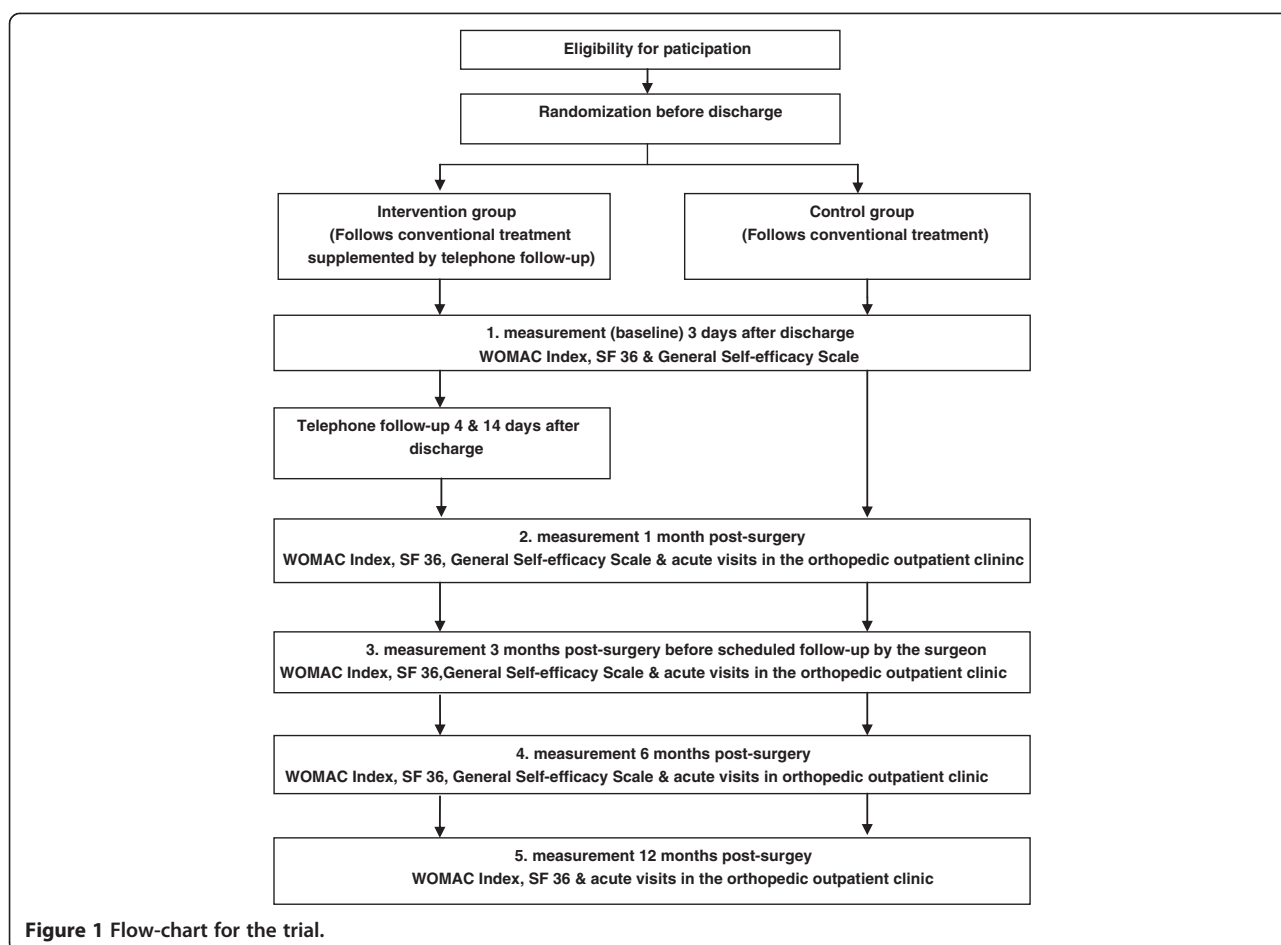 Eligibility for paticipation
Randomization before discharge
Intervention group
(Follows conventional treatment
supplemented by telephone follow-up)
Control group
(Follows conventional treatment)
1. measurement (baseline) 3 days after discharge
WOMAC Index, SF 36 & General Self-efficacy Scale
Telephone follow-up 4 & 14 days after
discharge
2. measurement 1 month post-surgery
WOMAC Index, SF 36, General Self-efficacy Scale & acute visits in the orthopedic outpatient clininc
3. measurement 3 months post-surgery before scheduled follow-up by the surgeon
WOMAC Index, SF 36,General Self-efficacy Scale & acute visits in the orthopedic outpatient clinic
4. measurement 6 months post-surgery
WOMAC Index, SF 36, General Self-efficacy Scale & acute visits in orthopedic outpatient clinic
5. measurement 12 months post-surgey
WOMAC Index, SF 36 & acute visits in the orthopedic outpatient clinic
Figure 1 Flow-chart for the trial.